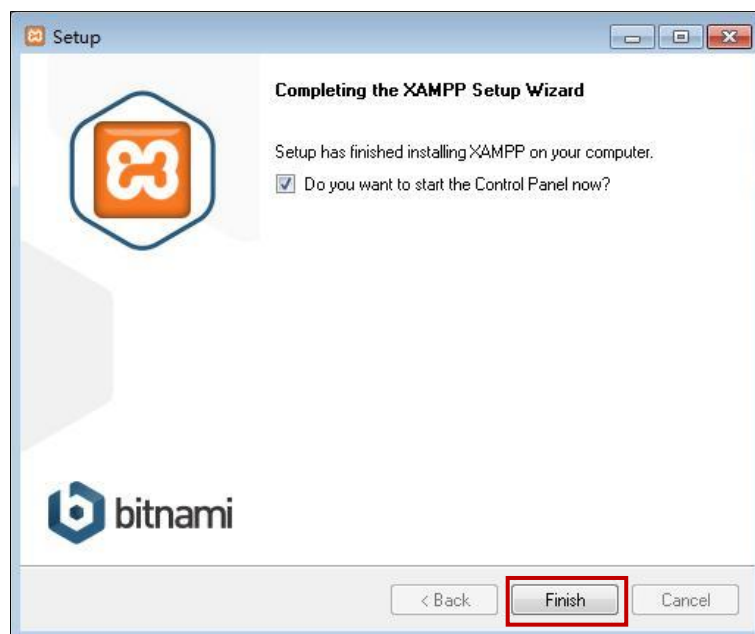 Setup
Completing the XAMPP Setup Wizard
Setup has finished installing XAMPP on your computer.
Do you want to start the Control Panel now?
bitnami
< Back
Finish
Cancel